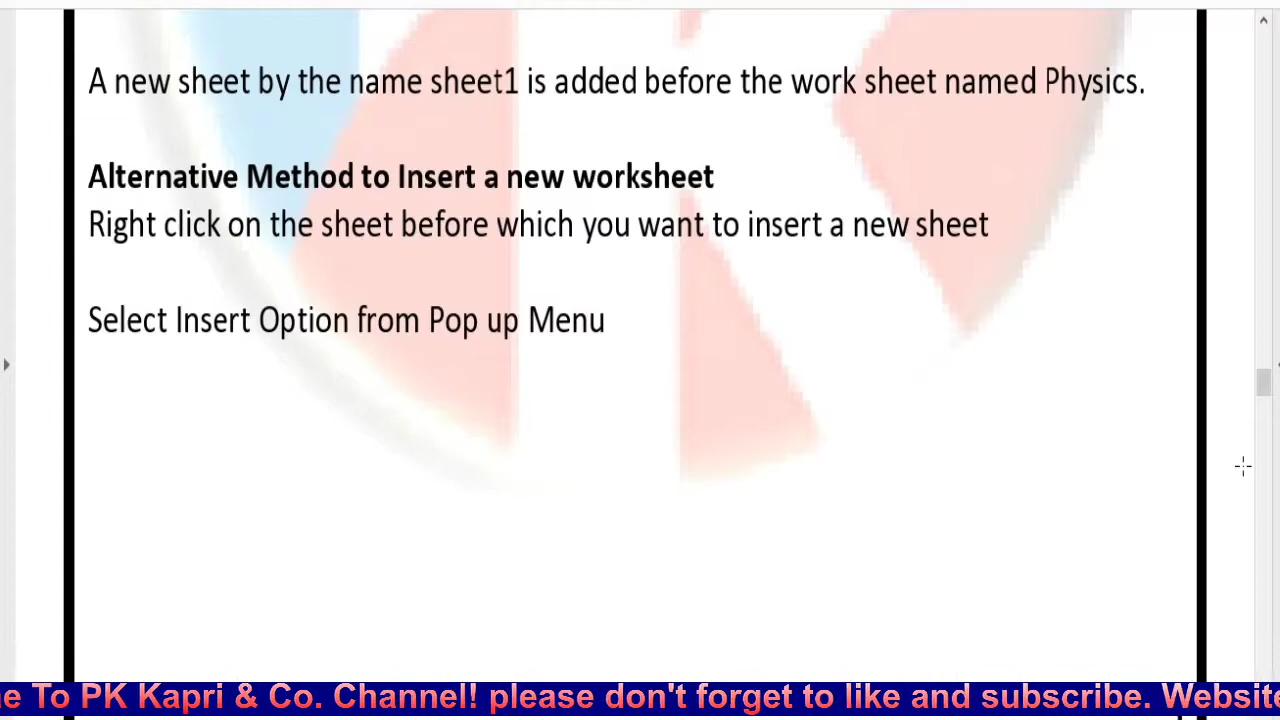 A new sheet by the name sheet1 is added before the work sheet named Physics.
Alternative Method to Insert a new worksheet
Right click on the sheet before which you want to insert a new sheet
Select Insert Option from Pop up Menu
e To PK Kapri & Co. Channel! please don't forget to like and subscribe. Website